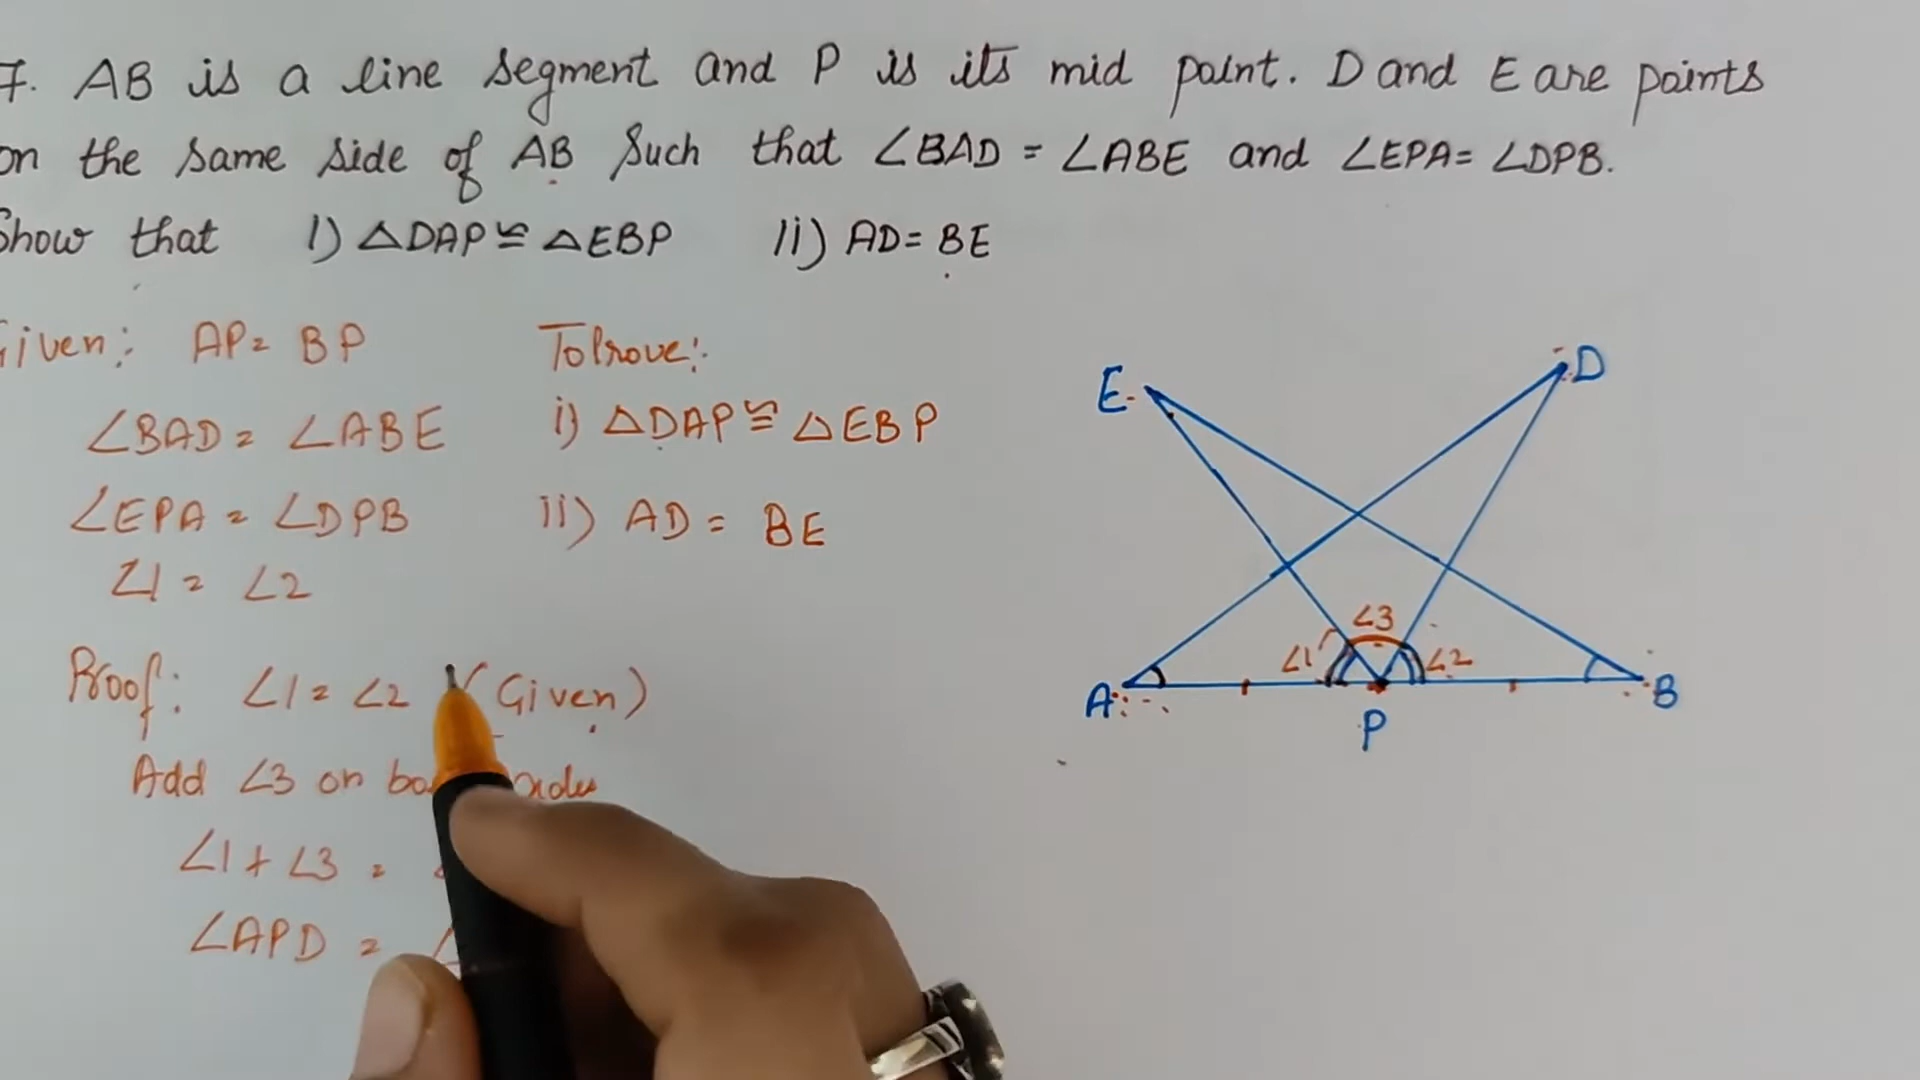 7. AB is a line segment and P is its mid point. D and E are points
on the same side of AB such that ∠BAD = ∠ABE and ∠EPA = ∠DPB.
Show that I) △DAP ≅ △EBP II) AD = BE
Given: AP = BP
∠BAD = ∠ABE
∠EPA = ∠DPB
∠1 = ∠2
To Prove:
i) △DAP ≅ △EBP
ii) AD = BE
Proof: ∠1 = ∠2 (Given)
Add ∠3 on
∠1 + ∠3 =
∠APD =
E
D
∠3
∠1
∠2
A
B
P